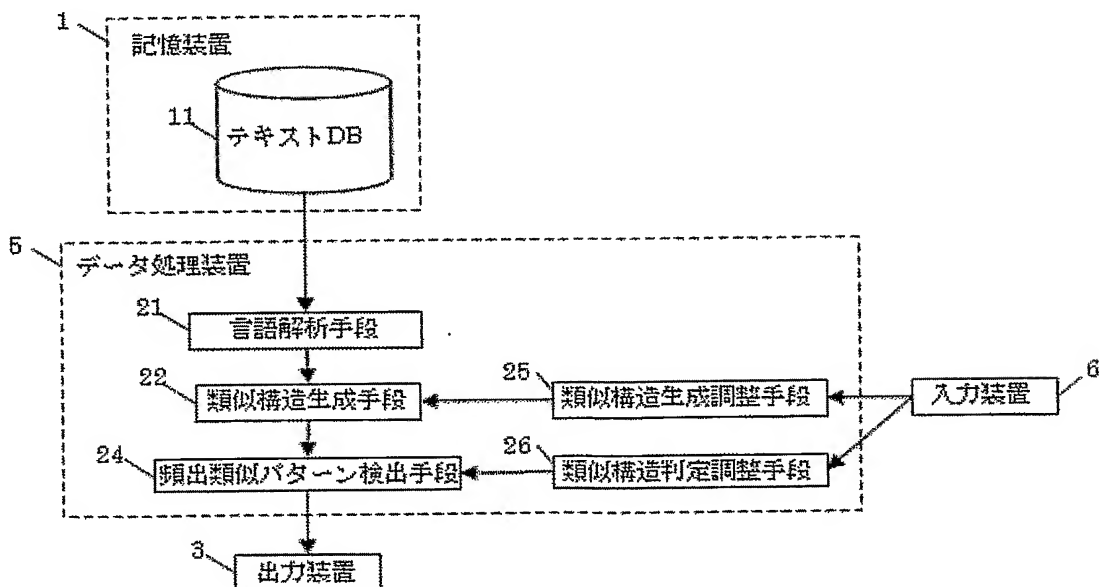 1
記憶装置
11
テキストDB
5
データ処理装置
21
言語解析手段
22
類似構造生成手段
25
類似構造生成調整手段
6
入力装置
24
頻出類似パターン検出手段
26
類似構造判定調整手段
3
出力装置